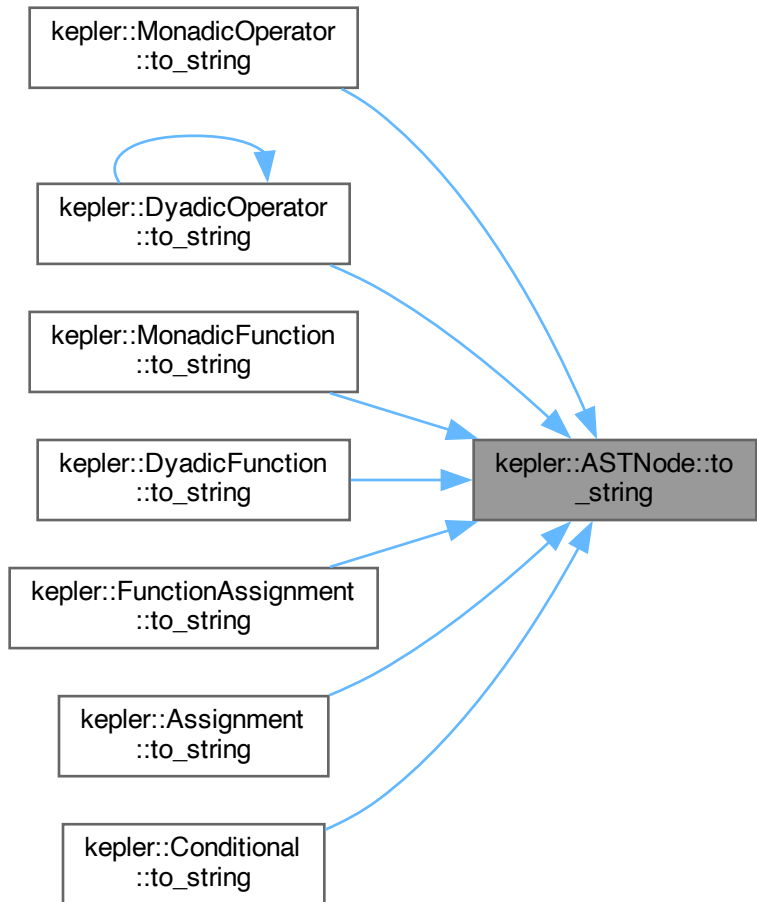 kepler::MonadicOperator
::to_string
kepler::DyadicOperator
::to_string
kepler::MonadicFunction
::to_string
kepler::DyadicFunction
::to_string
kepler::ASTNode::to
_string
kepler::FunctionAssignment
::to_string
kepler::Assignment
::to_string
kepler::Conditional
::to_string